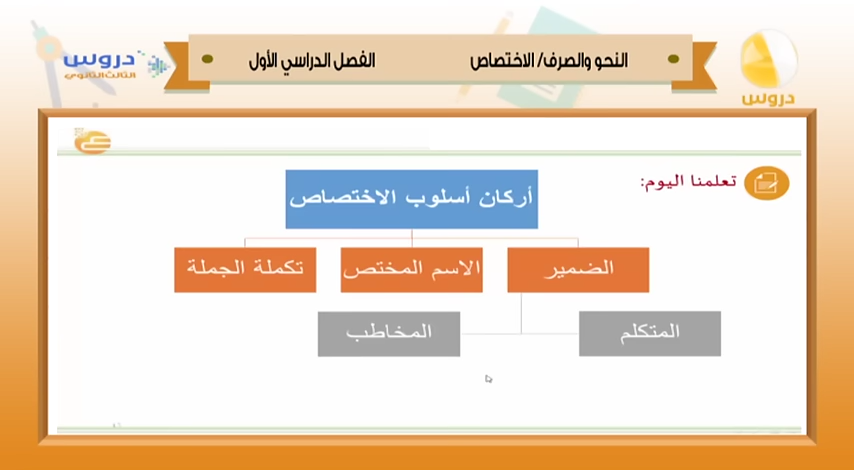 النحو والصرف/ الاختصاص
الفصل الدراسي الأول
دروس
الثالث الثانوي
دروس
تعلمنا اليوم:
أركان أسلوب الاختصاص
الضمير
الاسم المختص
تكملة الجملة
المتكلم
المخاطب